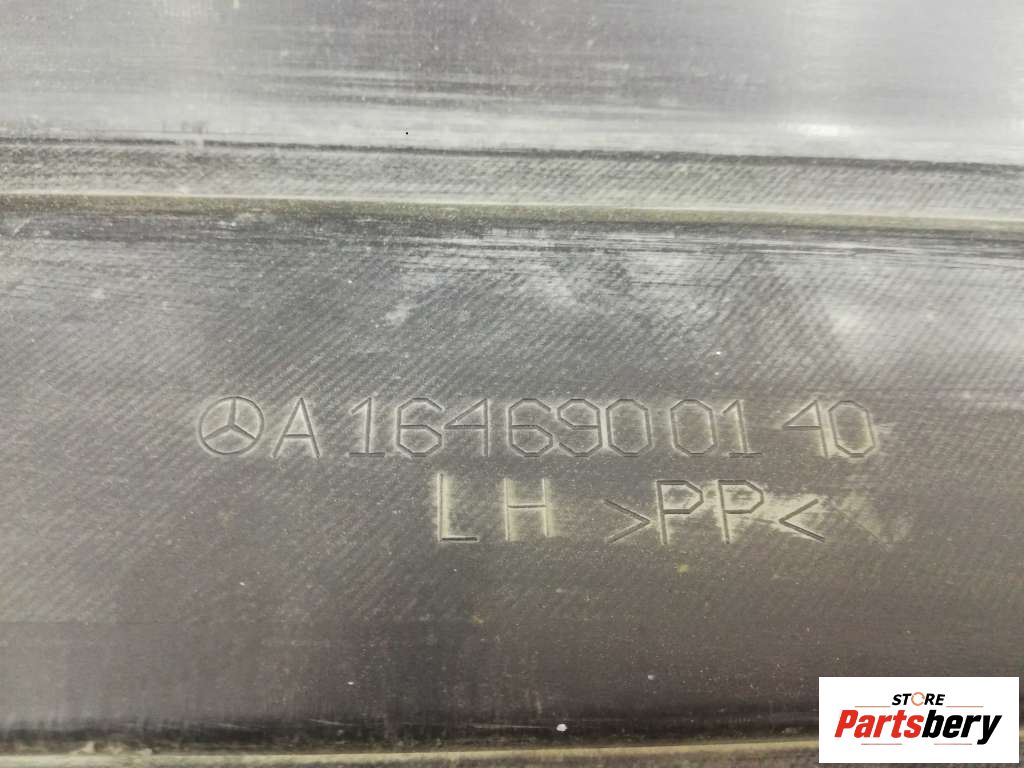 A 164 690 01 40
LH >PP<
STORE
Partsbery